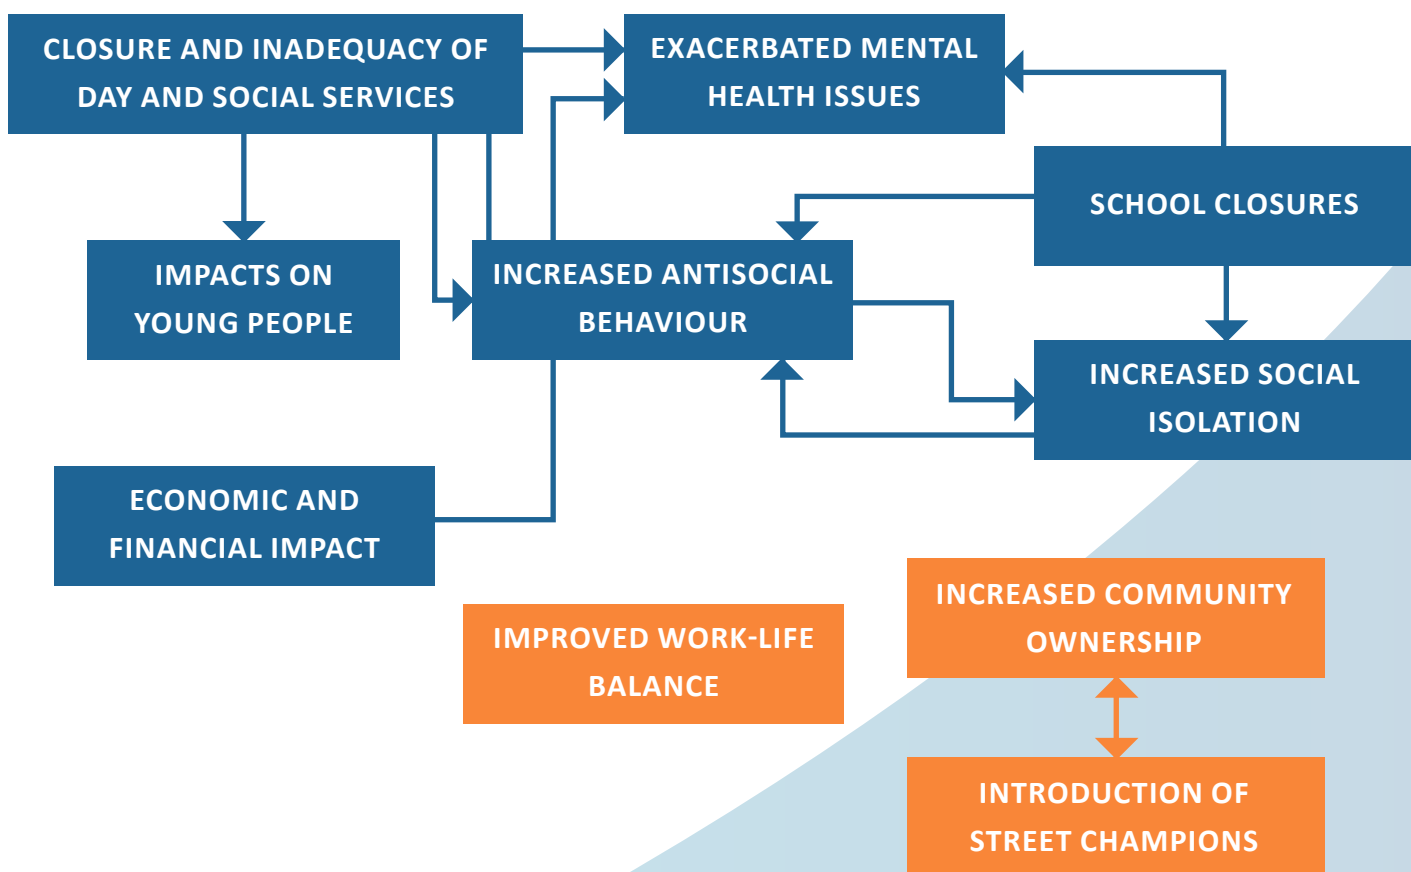 CLOSURE AND INADEQUACY OF
DAY AND SOCIAL SERVICES
EXACERBATED MENTAL
HEALTH ISSUES
SCHOOL CLOSURES
IMPACTS ON
YOUNG PEOPLE
INCREASED ANTISOCIAL
BEHAVIOUR
INCREASED SOCIAL
ISOLATION
ECONOMIC AND
FINANCIAL IMPACT
IMPROVED WORK-LIFE
BALANCE
INCREASED COMMUNITY
OWNERSHIP
INTRODUCTION OF
STREET CHAMPIONS